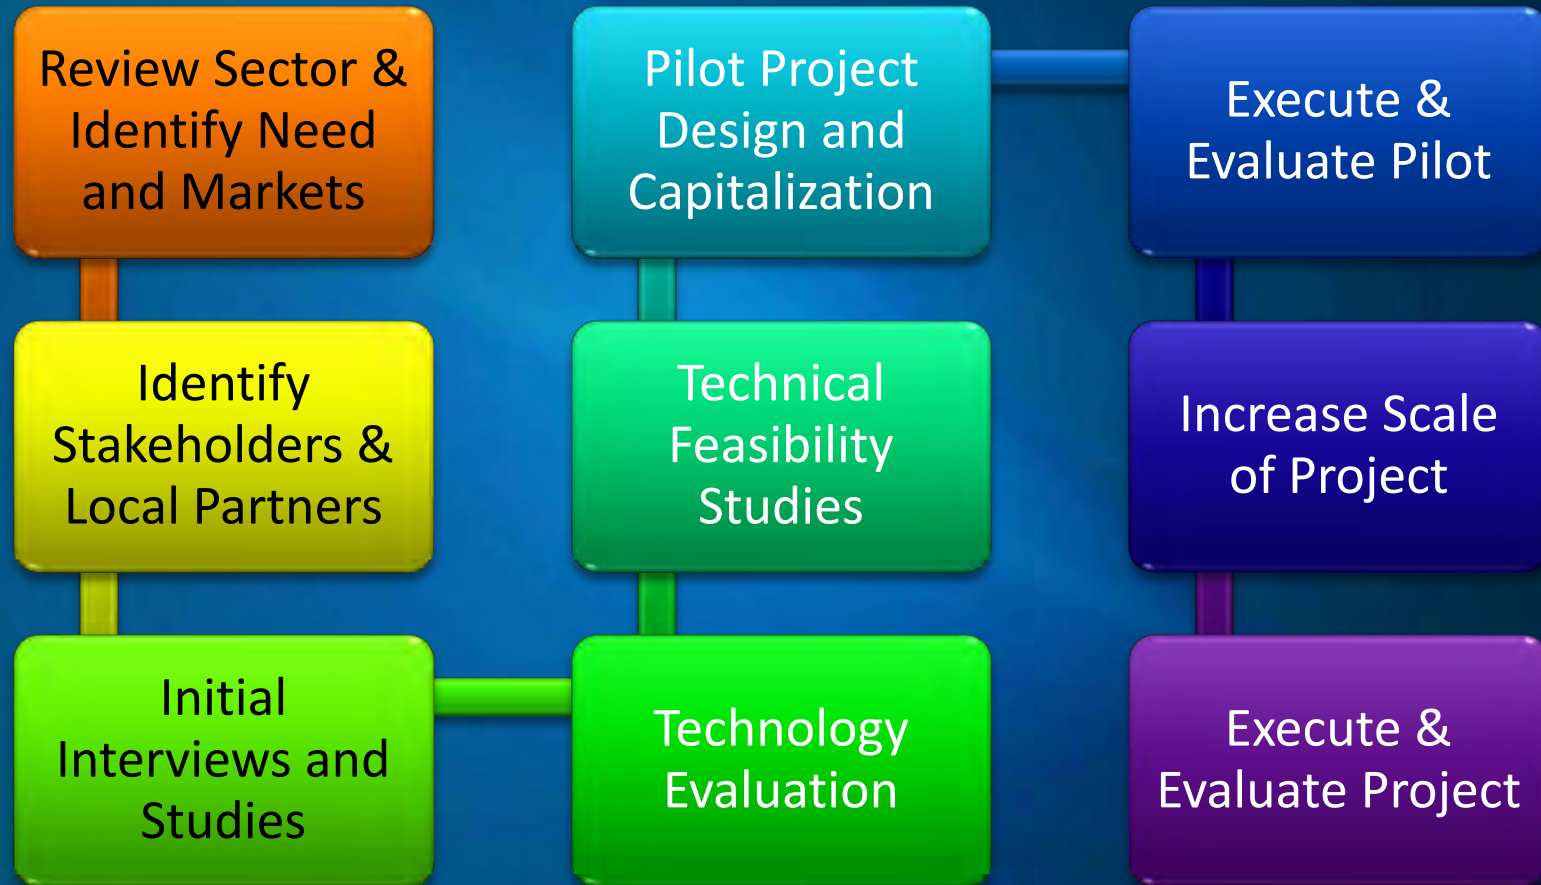 Review Sector &
Identify Need
and Markets
Identify
Stakeholders &
Local Partners
Initial
Interviews and
Studies
Technology
Evaluation
Technical
Feasibility
Studies
Pilot Project
Design and
Capitalization
Execute &
Evaluate Pilot
Increase Scale
of Project
Execute &
Evaluate Project